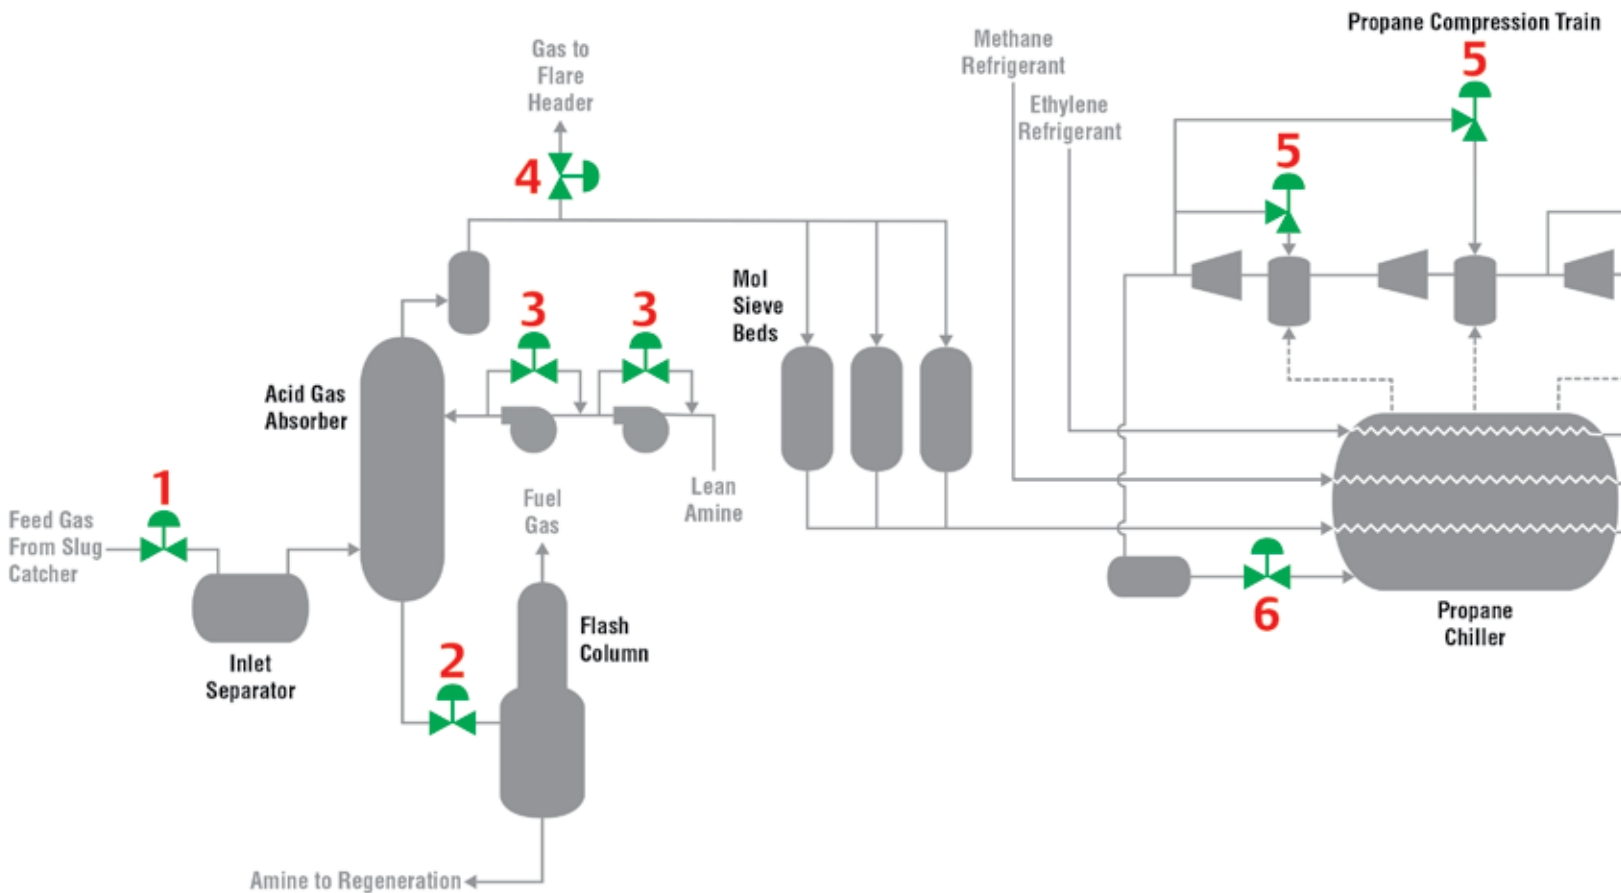 Propane Compression Train
5
Gas to
Flare
Header
Methane
Refrigerant
Ethylene
Refrigerant
4
5
Mol
Sieve
Beds
3
3
Acid Gas
Absorber
1
Feed Gas
From Slug
Catcher
Fuel
Gas
Lean
Amine
6
Propane
Chiller
Flash
Column
2
Inlet
Separator
Amine to Regeneration